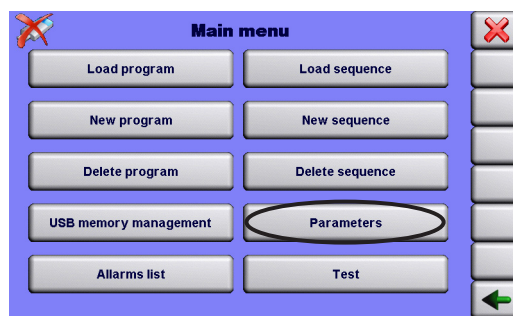 Main menu
Load program
Load sequence
New program
New sequence
Delete program
Delete sequence
USB memory management
Parameters
Allarms list
Test